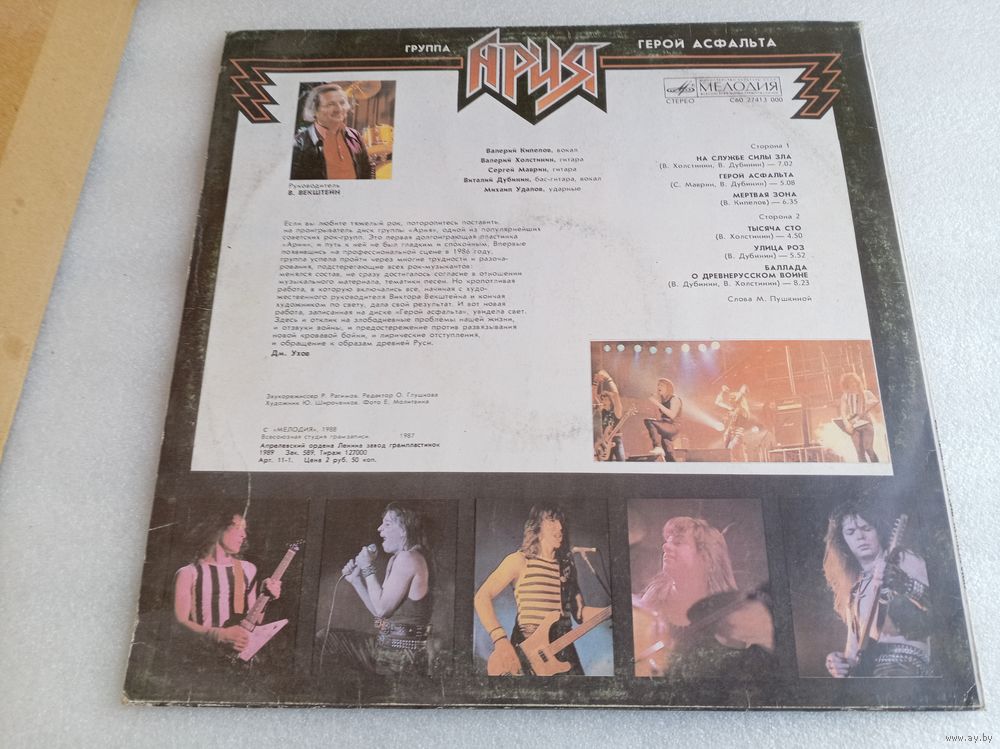 ГРУППА
АРИЯ
ГЕРОЙ АСФАЛЬТА
МЕЛОДИЯ
СТЕРЕО
С60 27413 000
Руководитель
В. ВЕКШТЕЙН
Валерий Кипелов, вокал
Валерий Холстинин, гитара
Сергей Маврин, гитара
Виталий Дубинин, бас-гитара, вокал
Михаил Удалов, ударные
Сторона 1
НА СЛУЖБЕ СИЛЫ ЗЛА
(В. Холстинин, В. Дубинин) — 7.02
ГЕРОЙ АСФАЛЬТА
(С. Маврин, В. Дубинин) — 5.08
МЕРТВАЯ ЗОНА
(В. Кипелов) — 6.35
Сторона 2
ТЫСЯЧА СТО
(В. Холстинин) — 4.50
УЛИЦА РОЗ
(В. Дубинин) — 5.52
БАЛЛАДА
О ДРЕВНЕРУССКОМ ВОИНЕ
(В. Дубинин, В. Холстинин) — 8.23
Слова М. Пушкиной
Если вы любите тяжелый рок, поторопитесь поставить
на проигрыватель диск группы «Ария», одной из популярнейших
советских рок-групп. Это первая долгоиграющая пластинка
«Арии», и путь к ней не был гладким и спокойным. Впервые
появившись на профессиональной сцене в 1986 году,
группа успела пройти через многие трудности и разоча-
рования, подстерегающие всех рок-музыкантов:
менялся состав, не сразу достигалось согласие в отношении
музыкального материала, тематики песен. Но кропотливая
работа, в которую включались все, начиная с худо-
жественного руководителя Виктора Векштейна и кончая
художником по свету, дала свой результат. И вот новая
работа, записанная на диске «Герой асфальта», увидела свет.
Здесь и отклик на злободневные проблемы нашей жизни,
и отзвуки войны, и предостережение против развязывания
новой кровавой бойни, и лирические отступления,
и обращение к образам древней Руси.
Дм. Ухов
Звукорежиссер Р. Рагимов. Редактор О. Глушкова
Художник Ю. Широченков. Фото Е. Молитвина
С «МЕЛОДИЯ», 1988
Всесоюзная студия грамзаписи 1987
Апрелевский ордена Ленина завод грампластинок
1989 Зак. 589. Тираж 127000
Арт. 11-1. Цена 2 руб. 50 коп.
www.ay.by